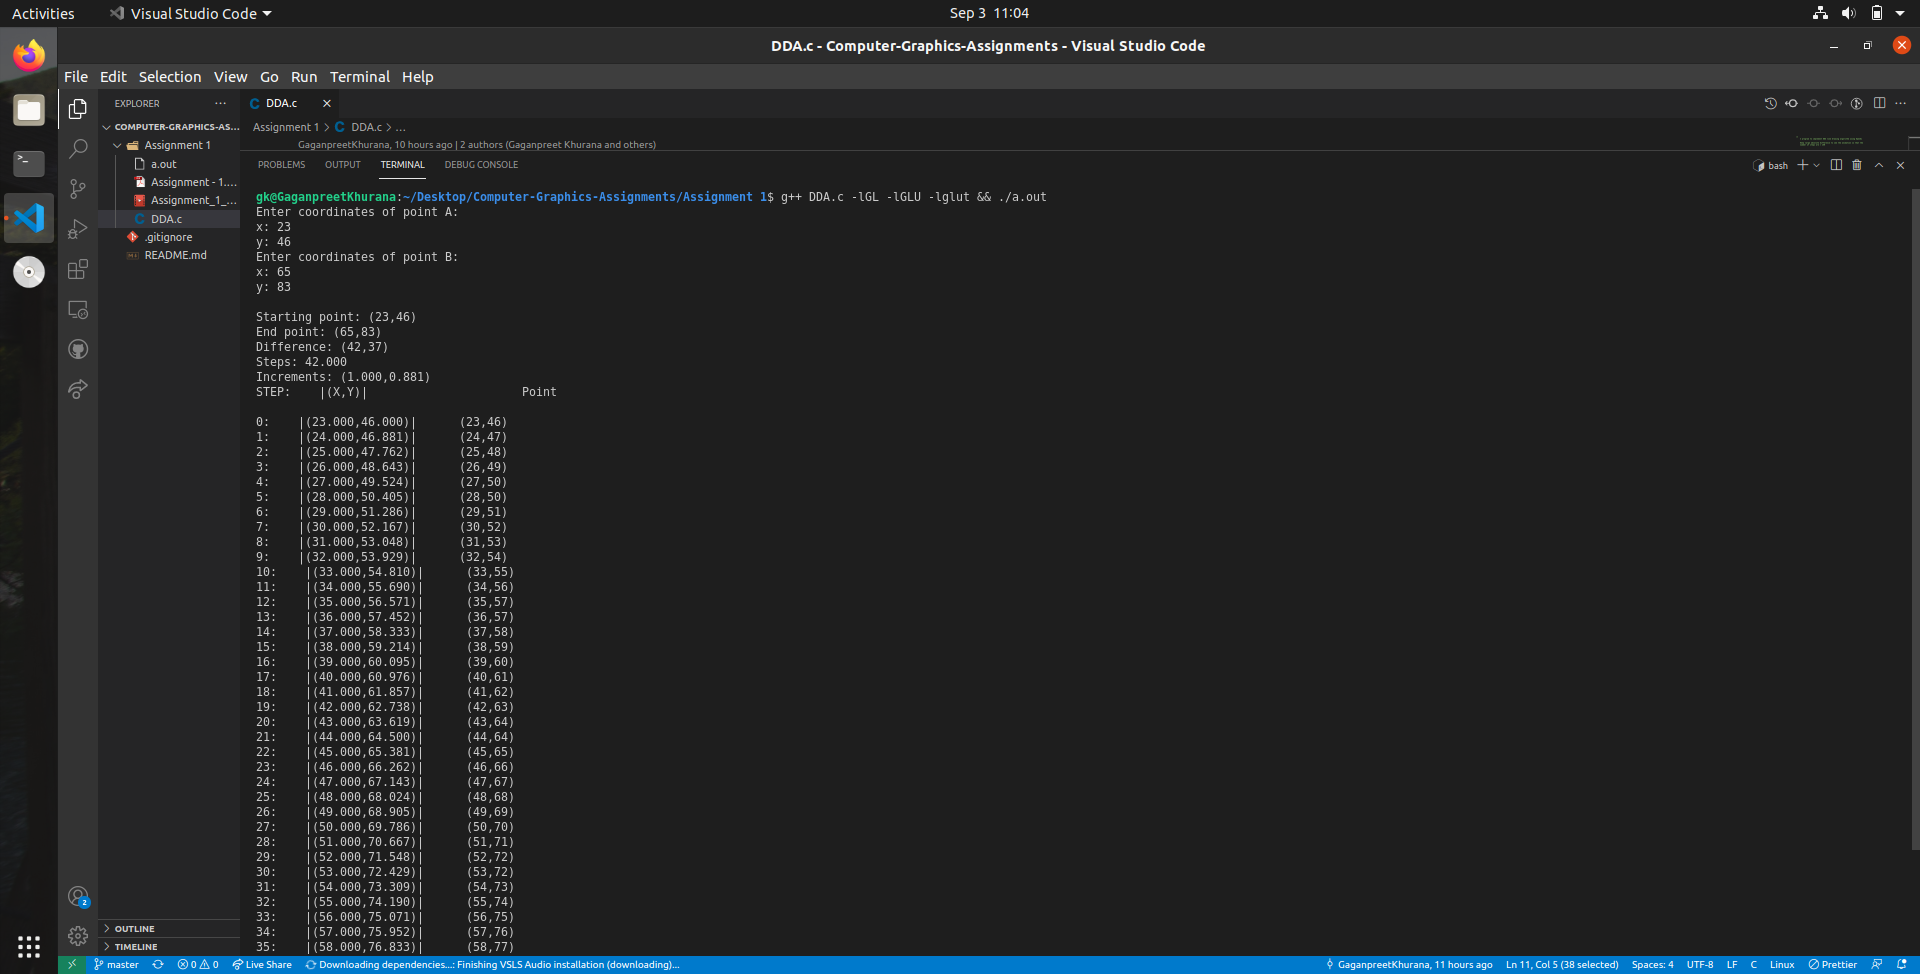 Activities
Visual Studio Code
Sep 3 11:04
DDA.c - Computer-Graphics-Assignments - Visual Studio Code
File Edit Selection View Go Run Terminal Help
EXPLORER
COMPUTER-GRAPHICS-AS...
Assignment 1
a.out
Assignment - 1....
Assignment_1_...
DDA.c
.gitignore
README.md
OUTLINE
TIMELINE
2
DDA.c
Assignment 1 > DDA.c > ...
GaganpreetKhurana, 10 hours ago | 2 authors (Gaganpreet Khurana and others)
PROBLEMS OUTPUT TERMINAL DEBUG CONSOLE
bash
gk@GaganpreetKhurana:~/Desktop/Computer-Graphics-Assignments/Assignment 1$ g++ DDA.c -lGL -lGLU -lglut && ./a.out
Enter coordinates of point A:
x: 23
y: 46
Enter coordinates of point B:
x: 65
y: 83
Starting point: (23,46)
End point: (65,83)
Difference: (42,37)
Steps: 42.000
Increments: (1.000,0.881)
STEP: |(X,Y)| Point
0: |(23.000,46.000)| (23,46)
1: |(24.000,46.881)| (24,47)
2: |(25.000,47.762)| (25,48)
3: |(26.000,48.643)| (26,49)
4: |(27.000,49.524)| (27,50)
5: |(28.000,50.405)| (28,50)
6: |(29.000,51.286)| (29,51)
7: |(30.000,52.167)| (30,52)
8: |(31.000,53.048)| (31,53)
9: |(32.000,53.929)| (32,54)
10: |(33.000,54.810)| (33,55)
11: |(34.000,55.690)| (34,56)
12: |(35.000,56.571)| (35,57)
13: |(36.000,57.452)| (36,57)
14: |(37.000,58.333)| (37,58)
15: |(38.000,59.214)| (38,59)
16: |(39.000,60.095)| (39,60)
17: |(40.000,60.976)| (40,61)
18: |(41.000,61.857)| (41,62)
19: |(42.000,62.738)| (42,63)
20: |(43.000,63.619)| (43,64)
21: |(44.000,64.500)| (44,64)
22: |(45.000,65.381)| (45,65)
23: |(46.000,66.262)| (46,66)
24: |(47.000,67.143)| (47,67)
25: |(48.000,68.024)| (48,68)
26: |(49.000,68.905)| (49,69)
27: |(50.000,69.786)| (50,70)
28: |(51.000,70.667)| (51,71)
29: |(52.000,71.548)| (52,72)
30: |(53.000,72.429)| (53,72)
31: |(54.000,73.309)| (54,73)
32: |(55.000,74.190)| (55,74)
33: |(56.000,75.071)| (56,75)
34: |(57.000,75.952)| (57,76)
35: |(58.000,76.833)| (58,77)
master 0 0 Live Share Downloading dependencies...: Finishing VSLS Audio installation (downloading)... GaganpreetKhurana, 11 hours ago Ln 11, Col 5 (38 selected) Spaces: 4 UTF-8 LF C Linux Prettier